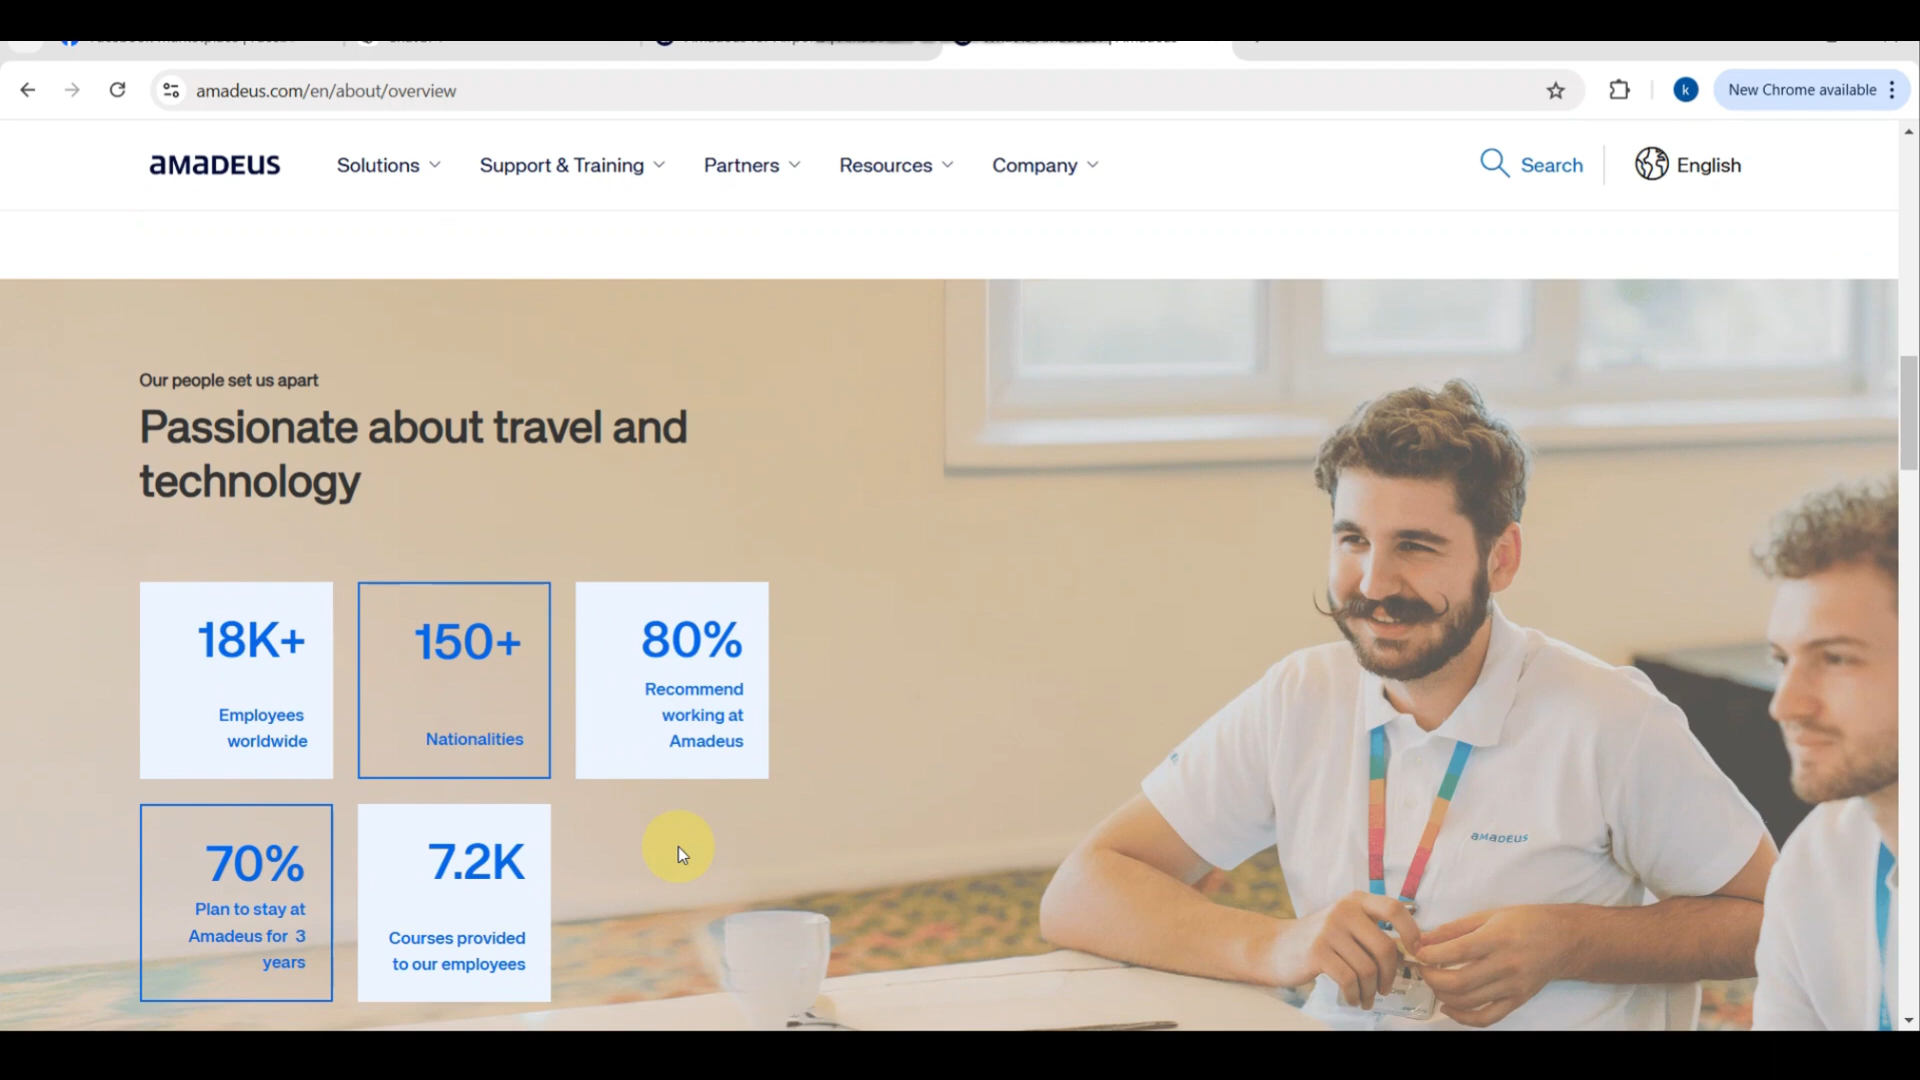 amadeus.com/en/about/overview
New Chrome available
k
amadeus
Solutions
Support & Training
Partners
Resources
Company
Search
English
Our people set us apart
Passionate about travel and
technology
18K+
Employees
worldwide
150+
Nationalities
80%
Recommend
working at
Amadeus
70%
Plan to stay at
Amadeus for 3
years
7.2K
Courses provided
to our employees
amadeus